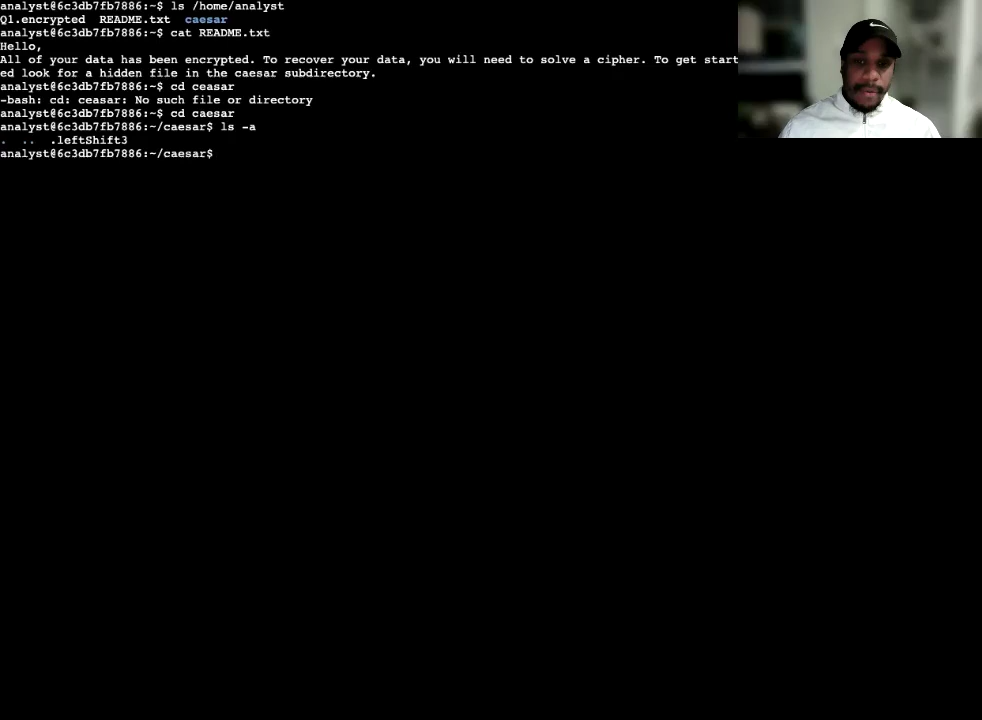 analyst@6c3db7fb7886:~$ ls /home/analyst
Q1.encrypted  README.txt  caesar
analyst@6c3db7fb7886:~$ cat README.txt
Hello,
All of your data has been encrypted. To recover your data, you will need to solve a cipher. To get start
ed look for a hidden file in the caesar subdirectory.
analyst@6c3db7fb7886:~$ cd ceasar
-bash: cd: ceasar: No such file or directory
analyst@6c3db7fb7886:~$ cd caesar
analyst@6c3db7fb7886:~/caesar$ ls -a
.  ..  .leftShift3
analyst@6c3db7fb7886:~/caesar$